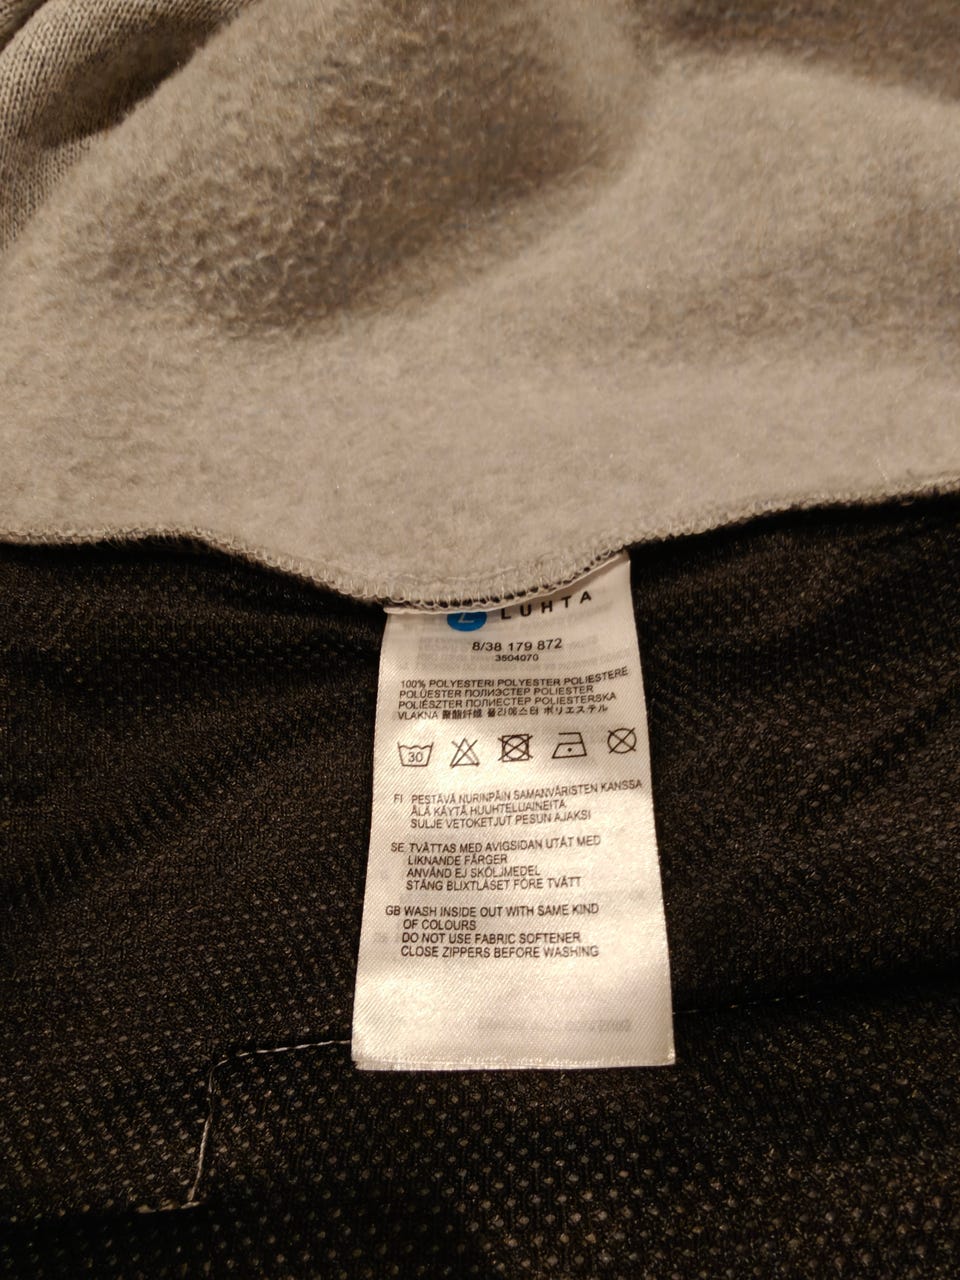 LUHTA
8/38 179 872
3504070
100% POLYESTERI POLYESTER POLIESTERE
POLÜESTER ПОЛИЭСТЕР POLIESTER
POLIÉSZTER ПОЛИЕСТЕР POLIESTERSKA
VLAKNA 聚酯纤维 폴리에스터 ポリエステル
30
FI PESTÄVÄ NURINPÄIN SAMANVÄRISTEN KANSSA
ÄLÄ KÄYTÄ HUUHTELUAINEITA
SULJE VETOKETJUT PESUN AJAKSI
SE TVÄTTAS MED AVIGSIDAN UTÅT MED
LIKNANDE FÄRGER
ANVÄND EJ SKÖLJMEDEL
STÄNG BLIXTLÅSET FÖRE TVÄTT
GB WASH INSIDE OUT WITH SAME KIND
OF COLOURS
DO NOT USE FABRIC SOFTENER
CLOSE ZIPPERS BEFORE WASHING